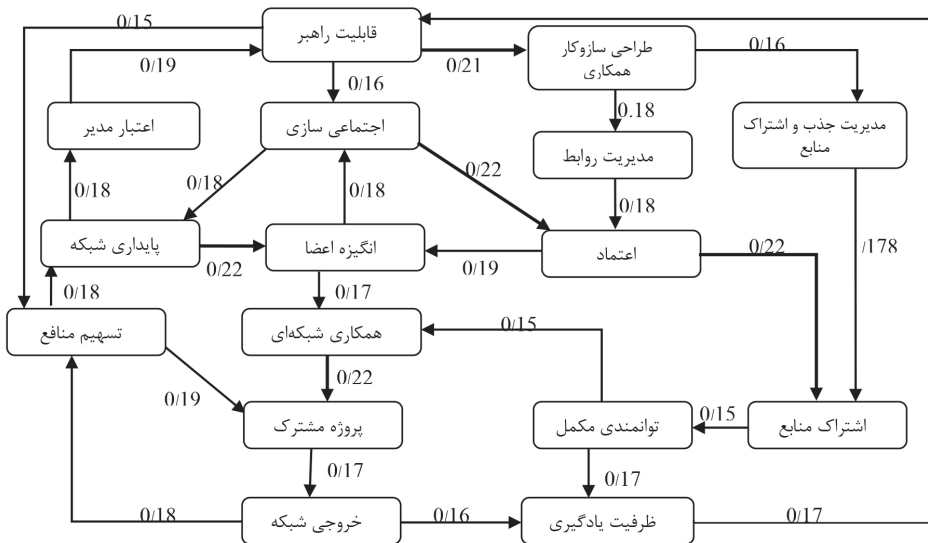 0/15
قابلیت راهبر
0/21
طراحی سازوکار
همکاری
0/16
0/19
0/16
0.18
اعتبار مدیر
اجتماعی سازی
مدیریت روابط
مدیریت جذب و اشتراک
منابع
0/18
0/18
0/18
0/22
0/18
پایداری شبکه
0/22
انگیزه اعضا
0/19
اعتماد
0/22
/178
0/18
0/17
تسهیم منافع
همکاری شبکه‌ای
0/15
0/19
0/22
پروژه مشترک
توانمندی مکمل
0/15
اشتراک منابع
0/17
0/17
0/18
خروجی شبکه
0/16
ظرفیت یادگیری
0/17